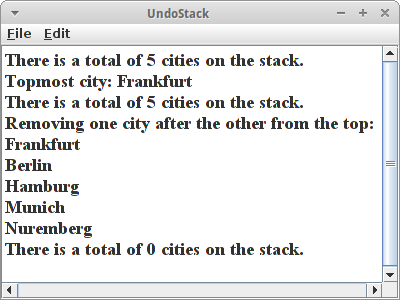 UndoStack
File Edit
There is a total of 5 cities on the stack.
Topmost city: Frankfurt
There is a total of 5 cities on the stack.
Removing one city after the other from the top:
Frankfurt
Berlin
Hamburg
Munich
Nuremberg
There is a total of 0 cities on the stack.